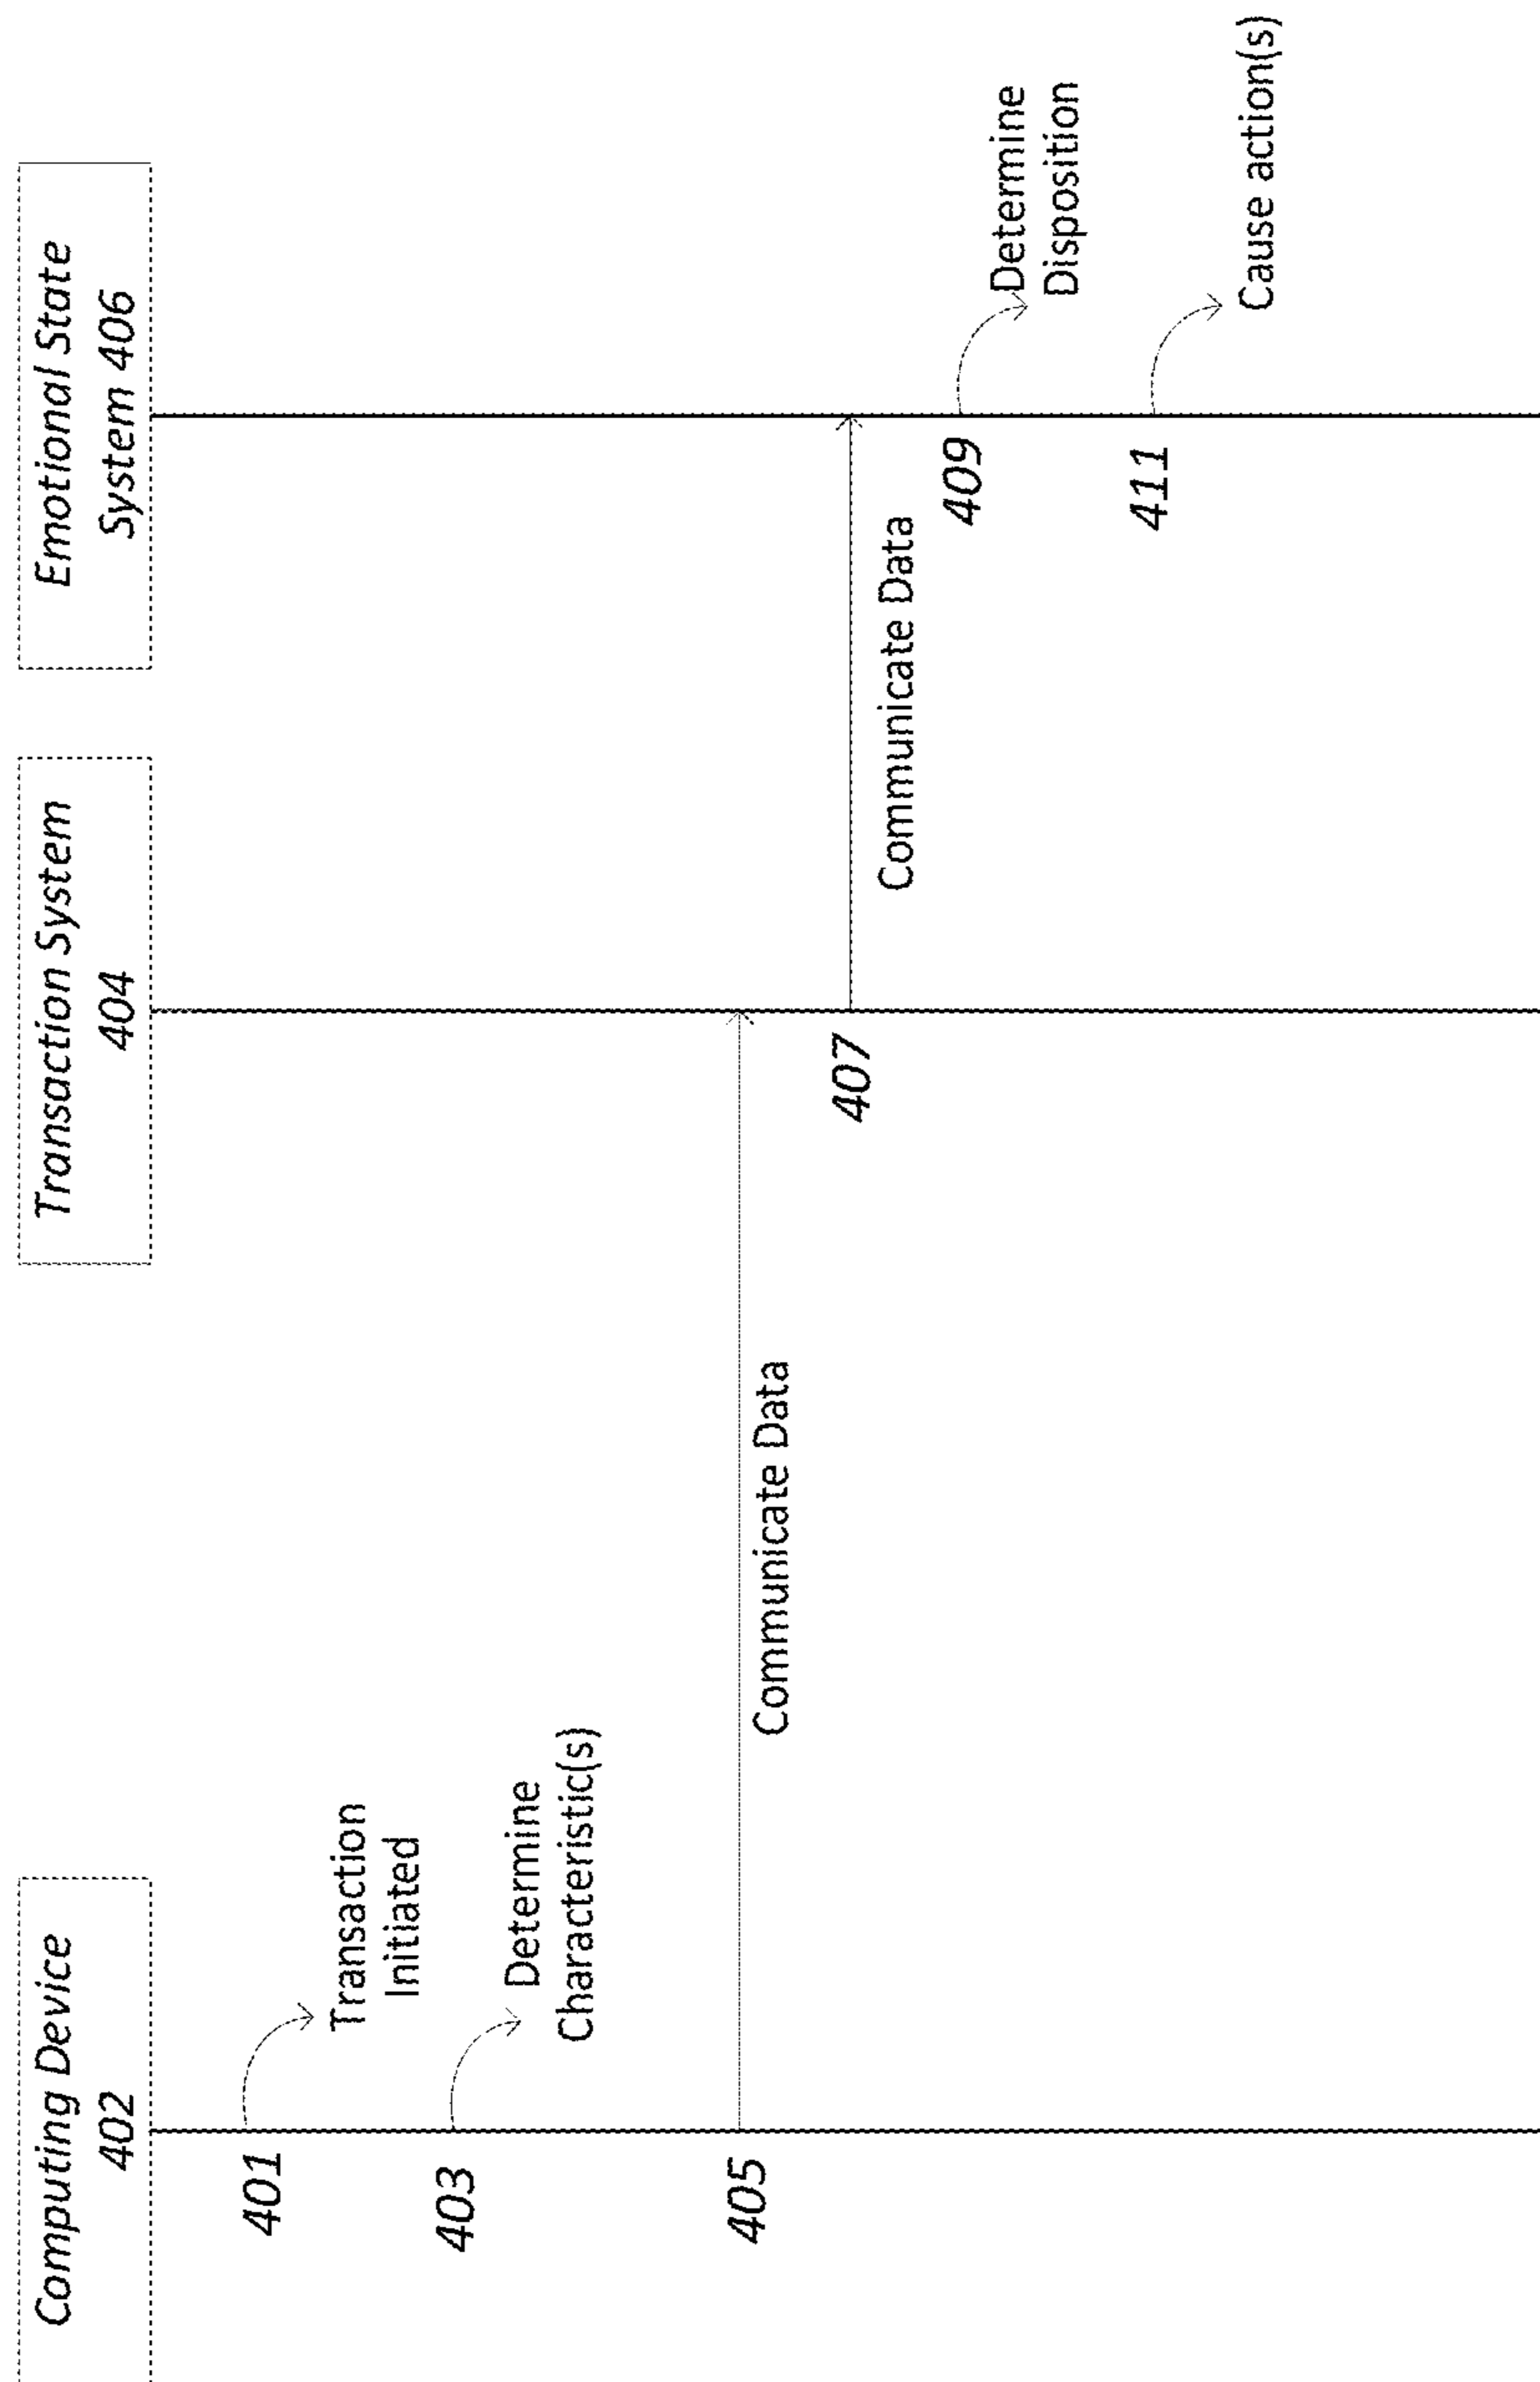 Computing Device
402
Transaction System
404
Emotional State
System 406
401
Transaction
Initiated
403
Determine
Characteristic(s)
405
Communicate Data
407
Communicate Data
409
Determine
Disposition
411
Cause action(s)